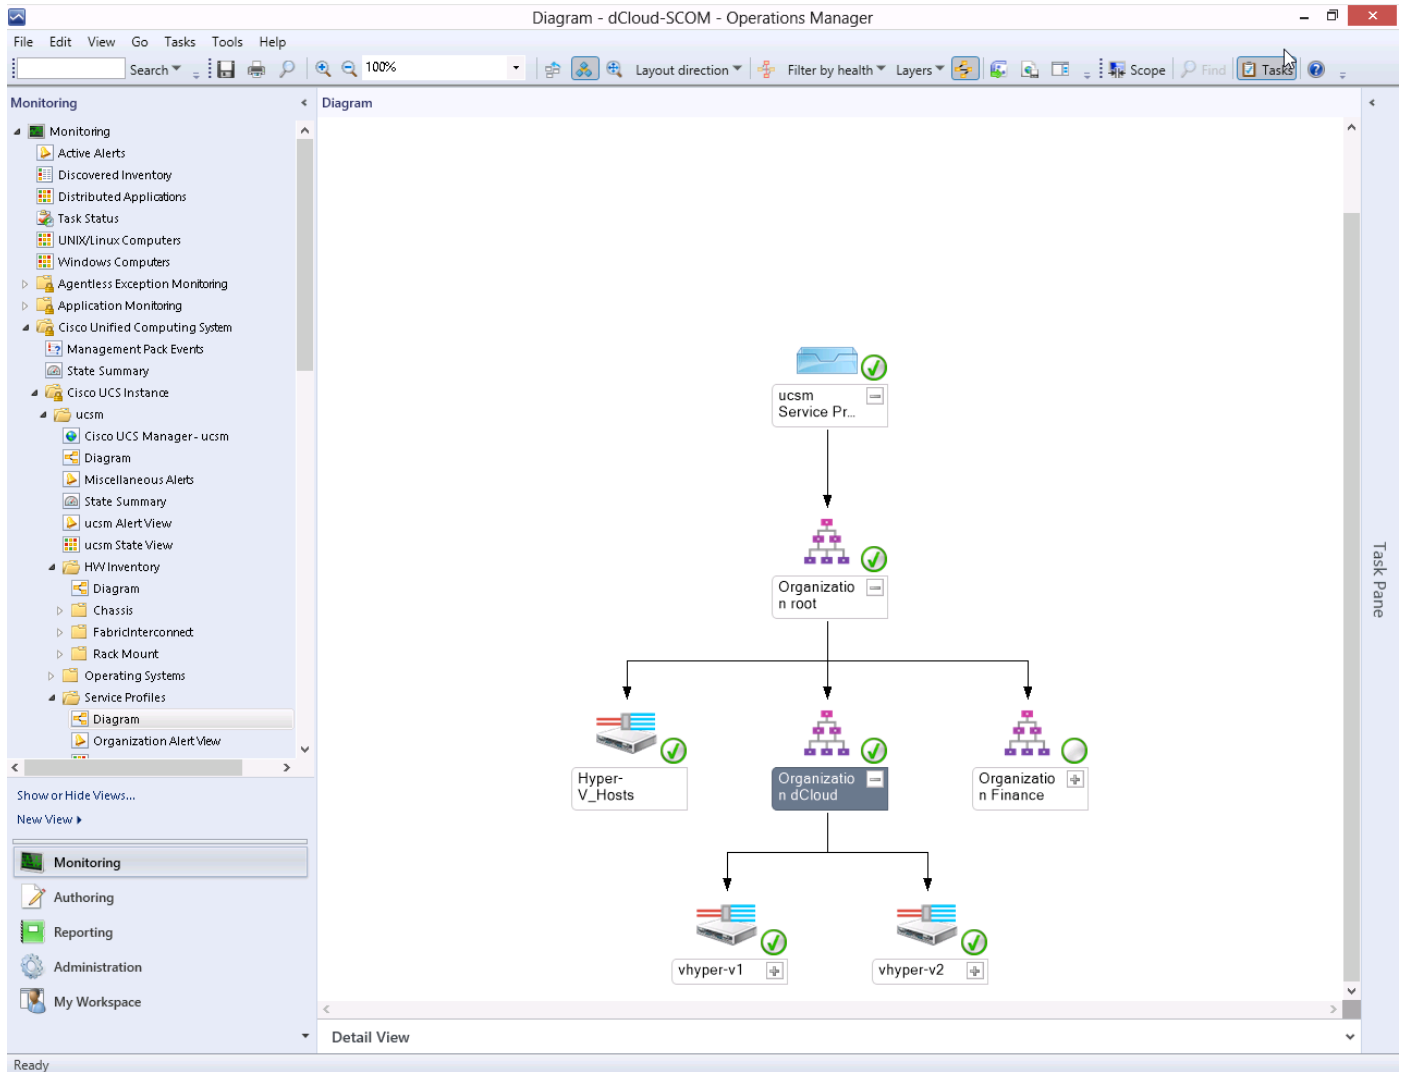 Diagram - dCloud-SCOM - Operations Manager
File Edit View Go Tasks Tools Help
Search 100% Layout direction Filter by health Layers Scope Find Tasks
Monitoring
Diagram
Monitoring
Active Alerts
Discovered Inventory
Distributed Applications
Task Status
UNIX/Linux Computers
Windows Computers
Agentless Exception Monitoring
Application Monitoring
Cisco Unified Computing System
Management Pack Events
State Summary
Cisco UCS Instance
ucsm
Cisco UCS Manager- ucsm
Diagram
Miscellaneous Alerts
State Summary
ucsm Alert View
ucsm State View
HW Inventory
Diagram
Chassis
FabricInterconnect
Rack Mount
Operating Systems
Service Profiles
Diagram
Organization Alert View
Show or Hide Views...
New View
Monitoring
Authoring
Reporting
Administration
My Workspace
ucsm
Service Pr...
Organizatio
n root
Hyper-
V_Hosts
Organizatio
n dCloud
Organizatio
n Finance
vhyper-v1
vhyper-v2
Detail View
Task Pane
Ready